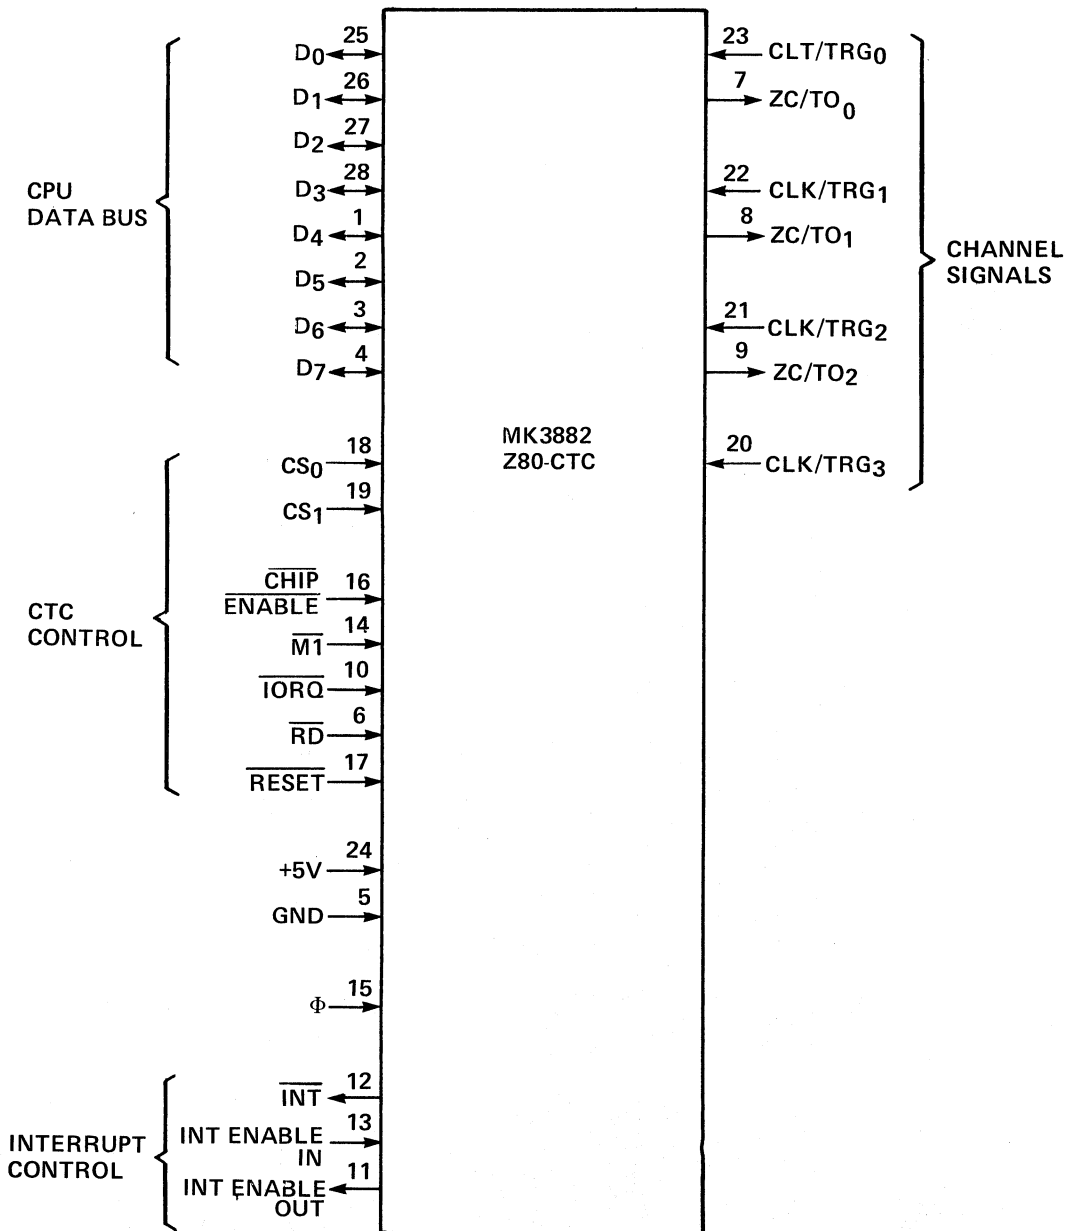 25
D0
26
D1
27
D2
28
D3
1
D4
2
D5
3
D6
4
D7
CPU
DATA BUS
18
CS0
19
CS1
16
CHIP
ENABLE
14
M1
10
IORQ
6
RD
17
RESET
CTC
CONTROL
24
+5V
5
GND
15
Φ
12
INT
13
INT ENABLE
IN
11
INT ENABLE
OUT
INTERRUPT
CONTROL
MK3882
Z80-CTC
23
CLT/TRG0
7
ZC/TO0
22
CLK/TRG1
8
ZC/TO1
21
CLK/TRG2
9
ZC/TO2
20
CLK/TRG3
CHANNEL
SIGNALS